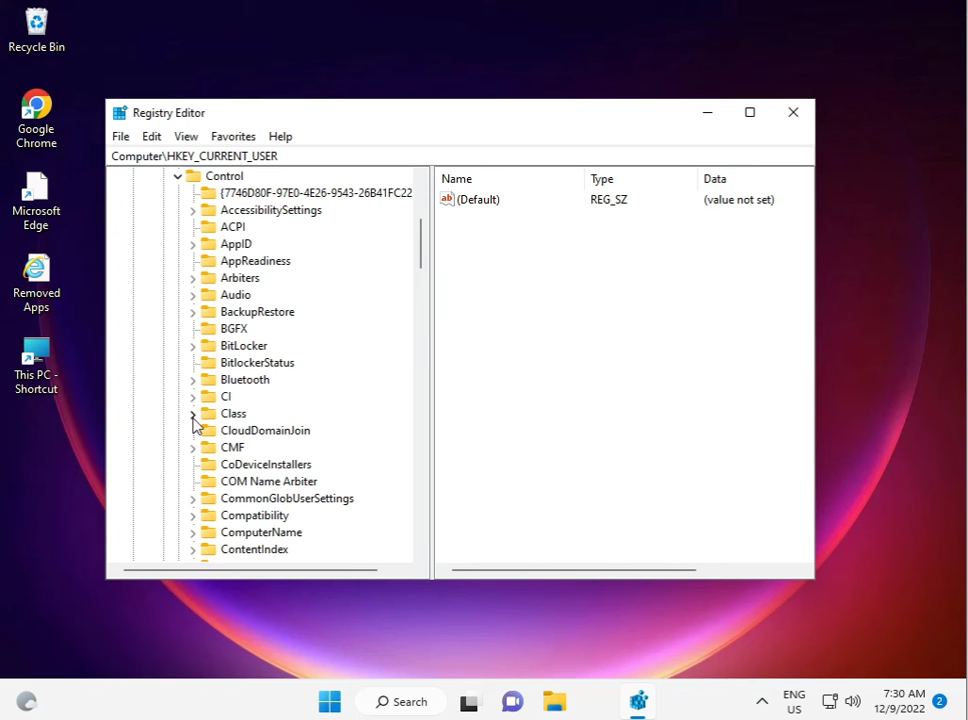 Recycle Bin
Google
Chrome
Microsoft
Edge
Removed
Apps
This PC -
Shortcut
Registry Editor
File Edit View Favorites Help
Computer\HKEY_CURRENT_USER
Control
{7746D80F-97E0-4E26-9543-26B41FC22
AccessibilitySettings
ACPI
AppID
AppReadiness
Arbiters
Audio
BackupRestore
BGFX
BitLocker
BitlockerStatus
Bluetooth
CI
Class
CloudDomainJoin
CMF
CoDeviceInstallers
COM Name Arbiter
CommonGlobUserSettings
Compatibility
ComputerName
ContentIndex
Name Type Data
ab (Default) REG_SZ (value not set)
Search
ENG
US
7:30 AM
12/9/2022
2